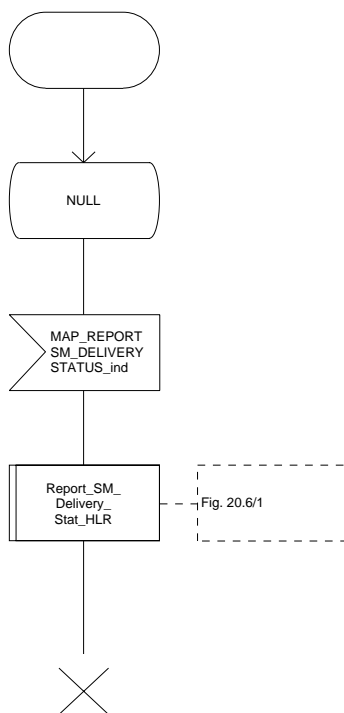 NULL
MAP_REPORT
SM_DELIVERY
STATUS_ind
Report_SM_
Delivery_
Stat_HLR
Fig. 20.6/1